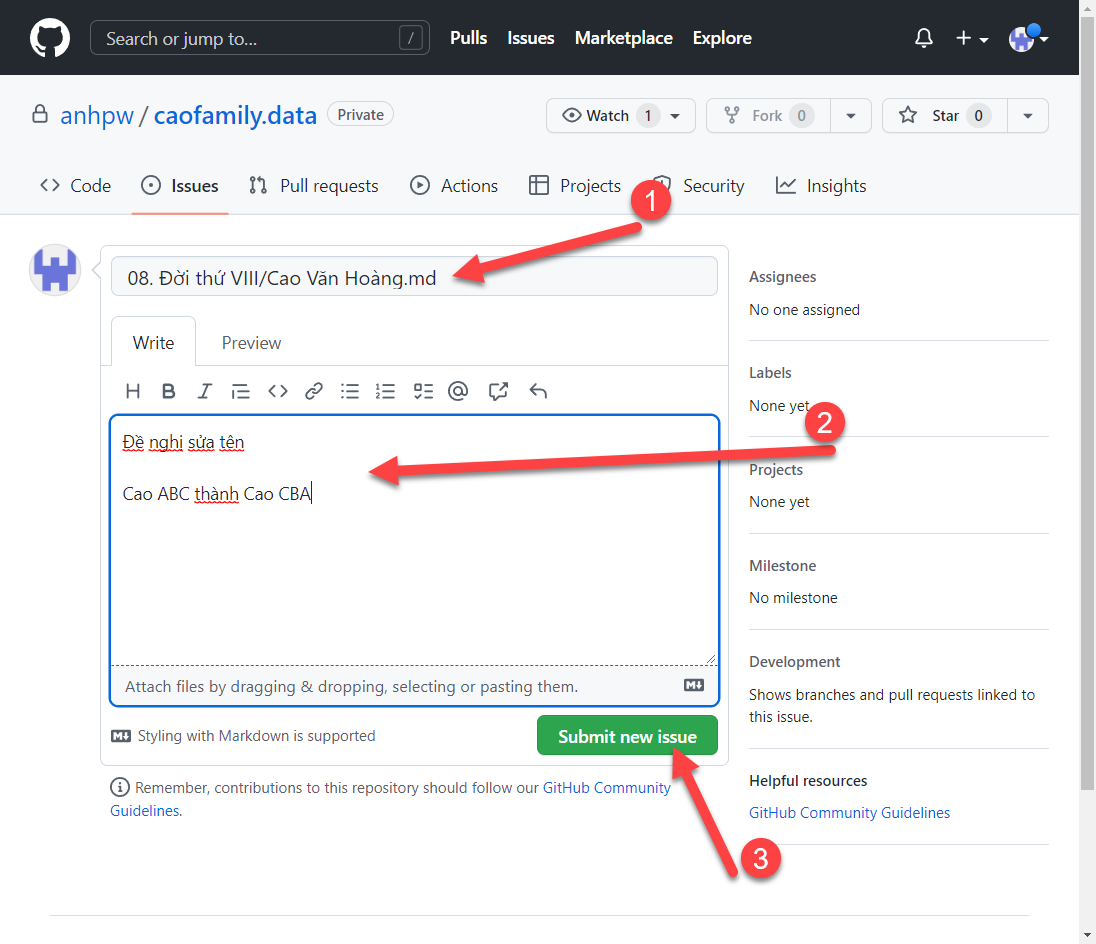 Search or jump to... /
Pulls Issues Marketplace Explore
anhpw / caofamily.data Private
Watch 1 Fork 0 Star 0
Code Issues Pull requests Actions Projects Security Insights
1
08. Đời thứ VIII/Cao Văn Hoàng.md
Write Preview
Đề nghị sửa tên
Cao ABC thành Cao CBA
2
Attach files by dragging & dropping, selecting or pasting them.
Styling with Markdown is supported
Submit new issue
Remember, contributions to this repository should follow our GitHub Community
Guidelines.
3
Assignees
No one assigned
Labels
None yet
Projects
None yet
Milestone
No milestone
Development
Shows branches and pull requests linked to
this issue.
Helpful resources
GitHub Community Guidelines